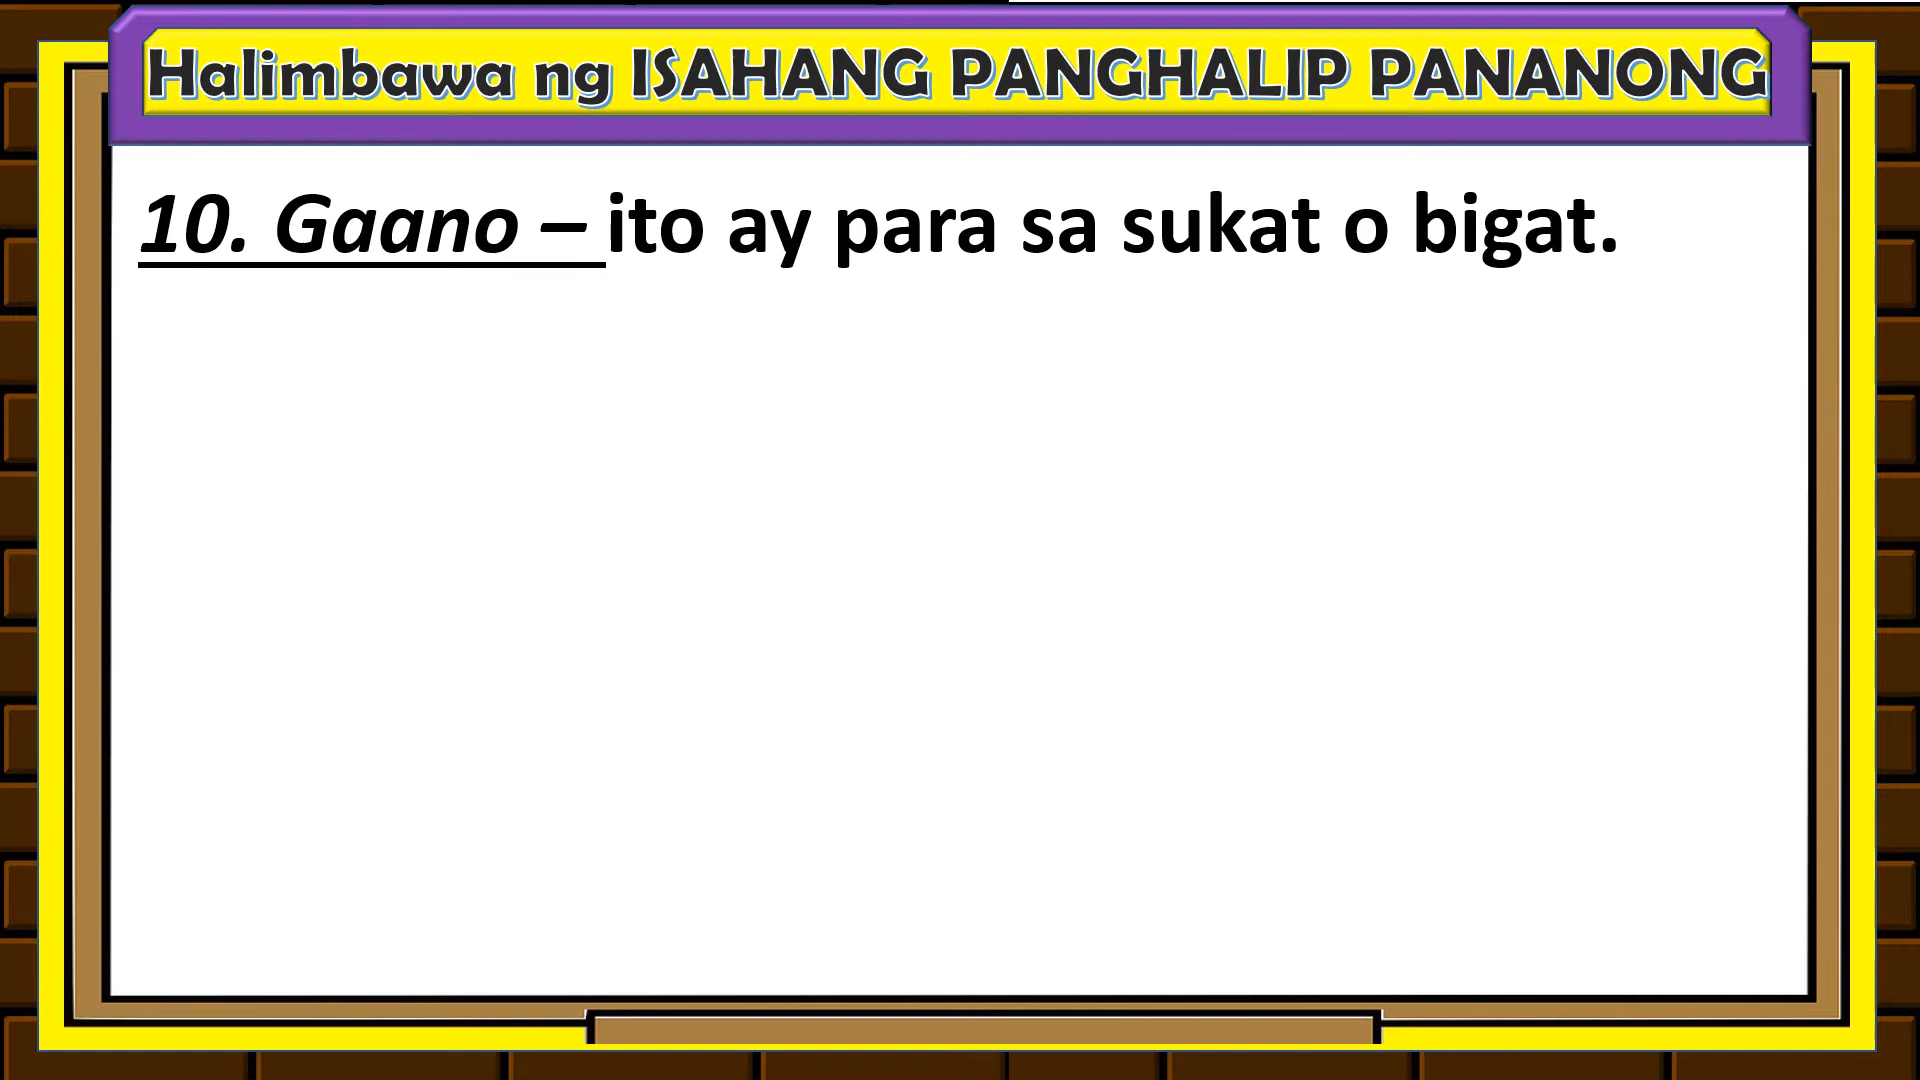 Halimbawa ng ISAHANG PANGHALIP PANANONG
10. Gaano – ito ay para sa sukat o bigat.